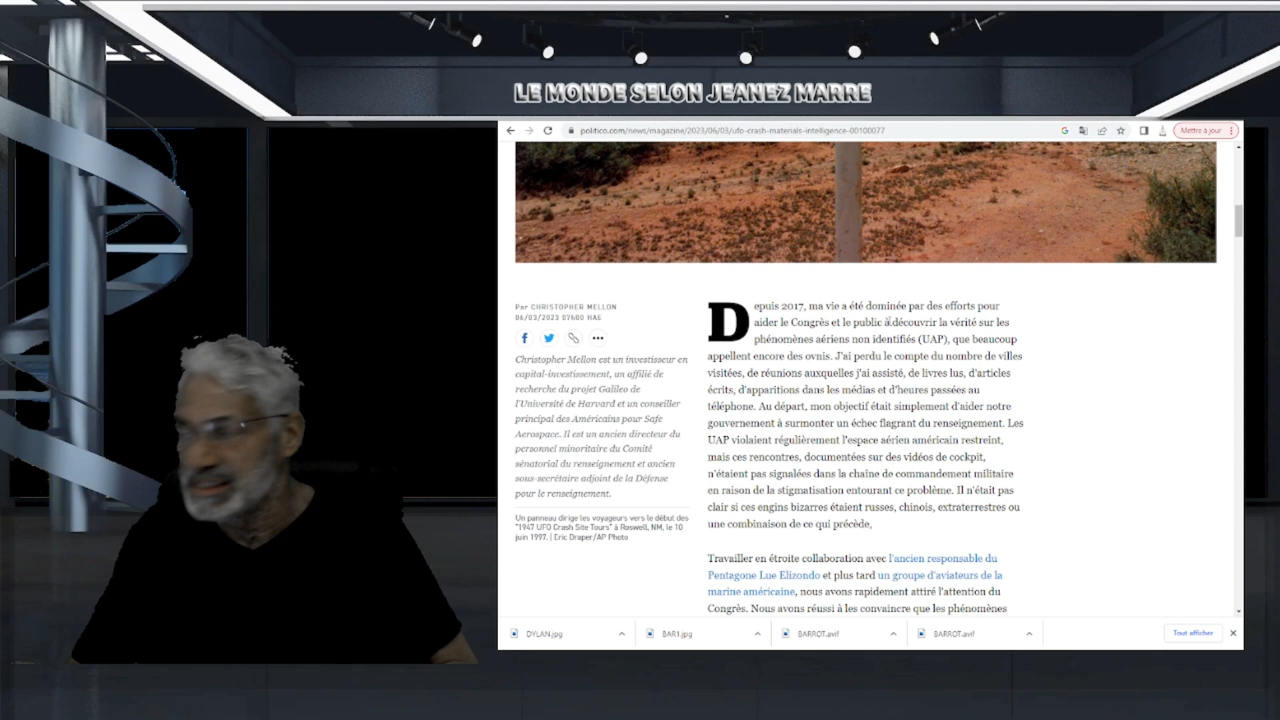 LE MONDE SELON JEANEZ MARRE
politico.com/news/magazine/2023/06/03/ufo-crash-materials-intelligence-00100077
Mettre à jour
Par CHRISTOPHER MELLON
06/03/2023 07h00 HAE
Christopher Mellon est un investisseur en
capital-investissement, un affilié de
recherche du projet Galileo de
l'Université de Harvard et un conseiller
principal des Américains pour Safe
Aerospace. Il est un ancien directeur du
personnel minoritaire du Comité
sénatorial du renseignement et ancien
sous-secrétaire adjoint de la Défense
pour le renseignement.
Un panneau dirige les voyageurs vers le début des
"1947 UFO Crash Site Tours" à Roswell, NM, le 10
juin 1997. | Eric Draper/AP Photo
Depuis 2017, ma vie a été dominée par des efforts pour
aider le Congrès et le public à découvrir la vérité sur les
phénomènes aériens non identifiés (UAP), que beaucoup
appellent encore des ovnis. J'ai perdu le compte du nombre de villes
visitées, de réunions auxquelles j'ai assisté, de livres lus, d'articles
écrits, d'apparitions dans les médias et d'heures passées au
téléphone. Au départ, mon objectif était simplement d'aider notre
gouvernement à surmonter un échec flagrant du renseignement. Les
UAP violaient régulièrement l'espace aérien américain restreint,
mais ces rencontres, documentées sur des vidéos de cockpit,
n'étaient pas signalées dans la chaîne de commandement militaire
en raison de la stigmatisation entourant ce problème. Il n'était pas
clair si ces engins bizarres étaient russes, chinois, extraterrestres ou
une combinaison de ce qui précède,
Travailler en étroite collaboration avec l'ancien responsable du
Pentagone Lue Elizondo et plus tard un groupe d'aviateurs de la
marine américaine, nous avons rapidement attiré l'attention du
Congrès. Nous avons réussi à les convaincre que les phénomènes
DYLAN.jpg
BAR1.jpg
BARROT.avif
BARROT.avif
Tout afficher